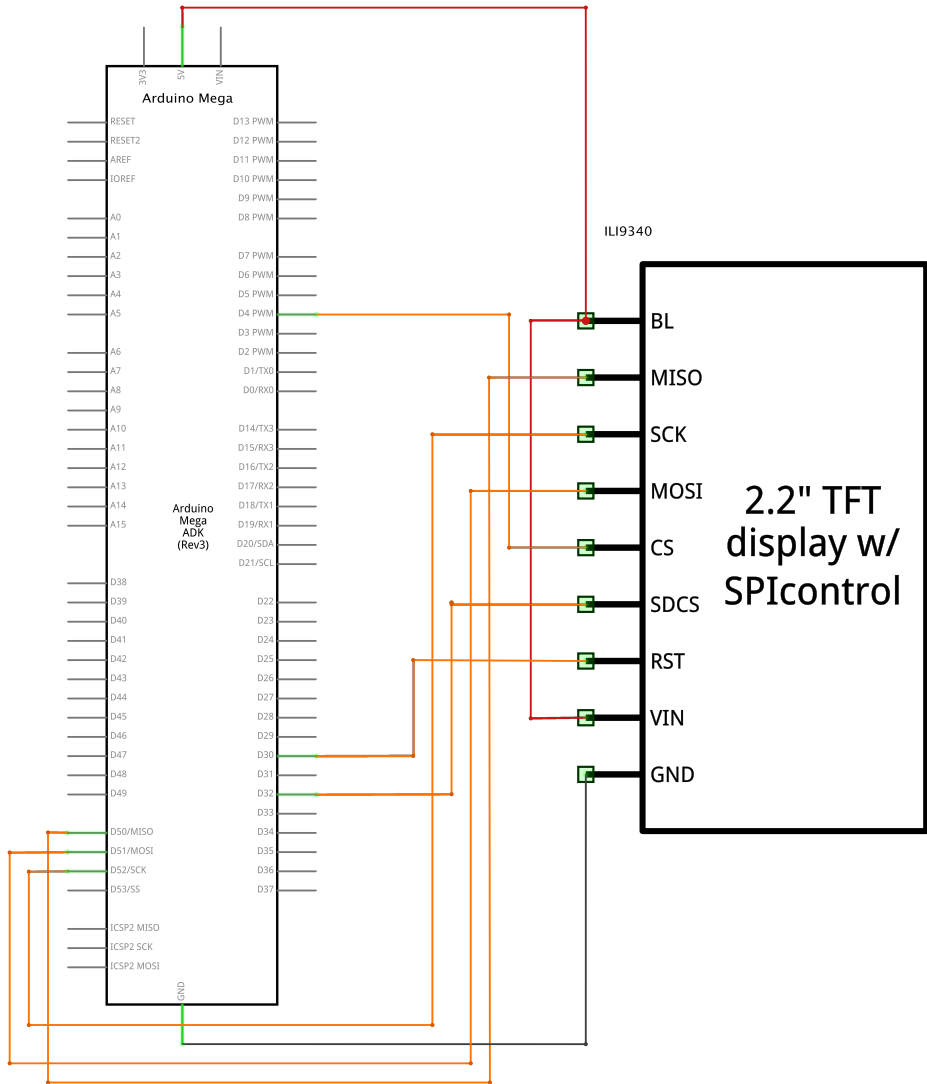 3V3
5V
VIN
Arduino Mega
RESET
RESET2
AREF
IOREF
A0
A1
A2
A3
A4
A5
A6
A7
A8
A9
A10
A11
A12
A13
A14
A15
D38
D39
D40
D41
D42
D43
D44
D45
D46
D47
D48
D49
D50/MISO
D51/MOSI
D52/SCK
D53/SS
ICSP2 MISO
ICSP2 SCK
ICSP2 MOSI
Arduino
Mega
ADK
(Rev3)
D13 PWM
D12 PWM
D11 PWM
D10 PWM
D9 PWM
D8 PWM
D7 PWM
D6 PWM
D5 PWM
D4 PWM
D3 PWM
D2 PWM
D1/TX0
D0/RX0
D14/TX3
D15/RX3
D16/TX2
D17/RX2
D18/TX1
D19/RX1
D20/SDA
D21/SCL
D22
D23
D24
D25
D26
D27
D28
D29
D30
D31
D32
D33
D34
D35
D36
D37
GND
ILI9340
BL
MISO
SCK
MOSI
CS
SDCS
RST
VIN
GND
2.2" TFT
display w/
SPIcontrol